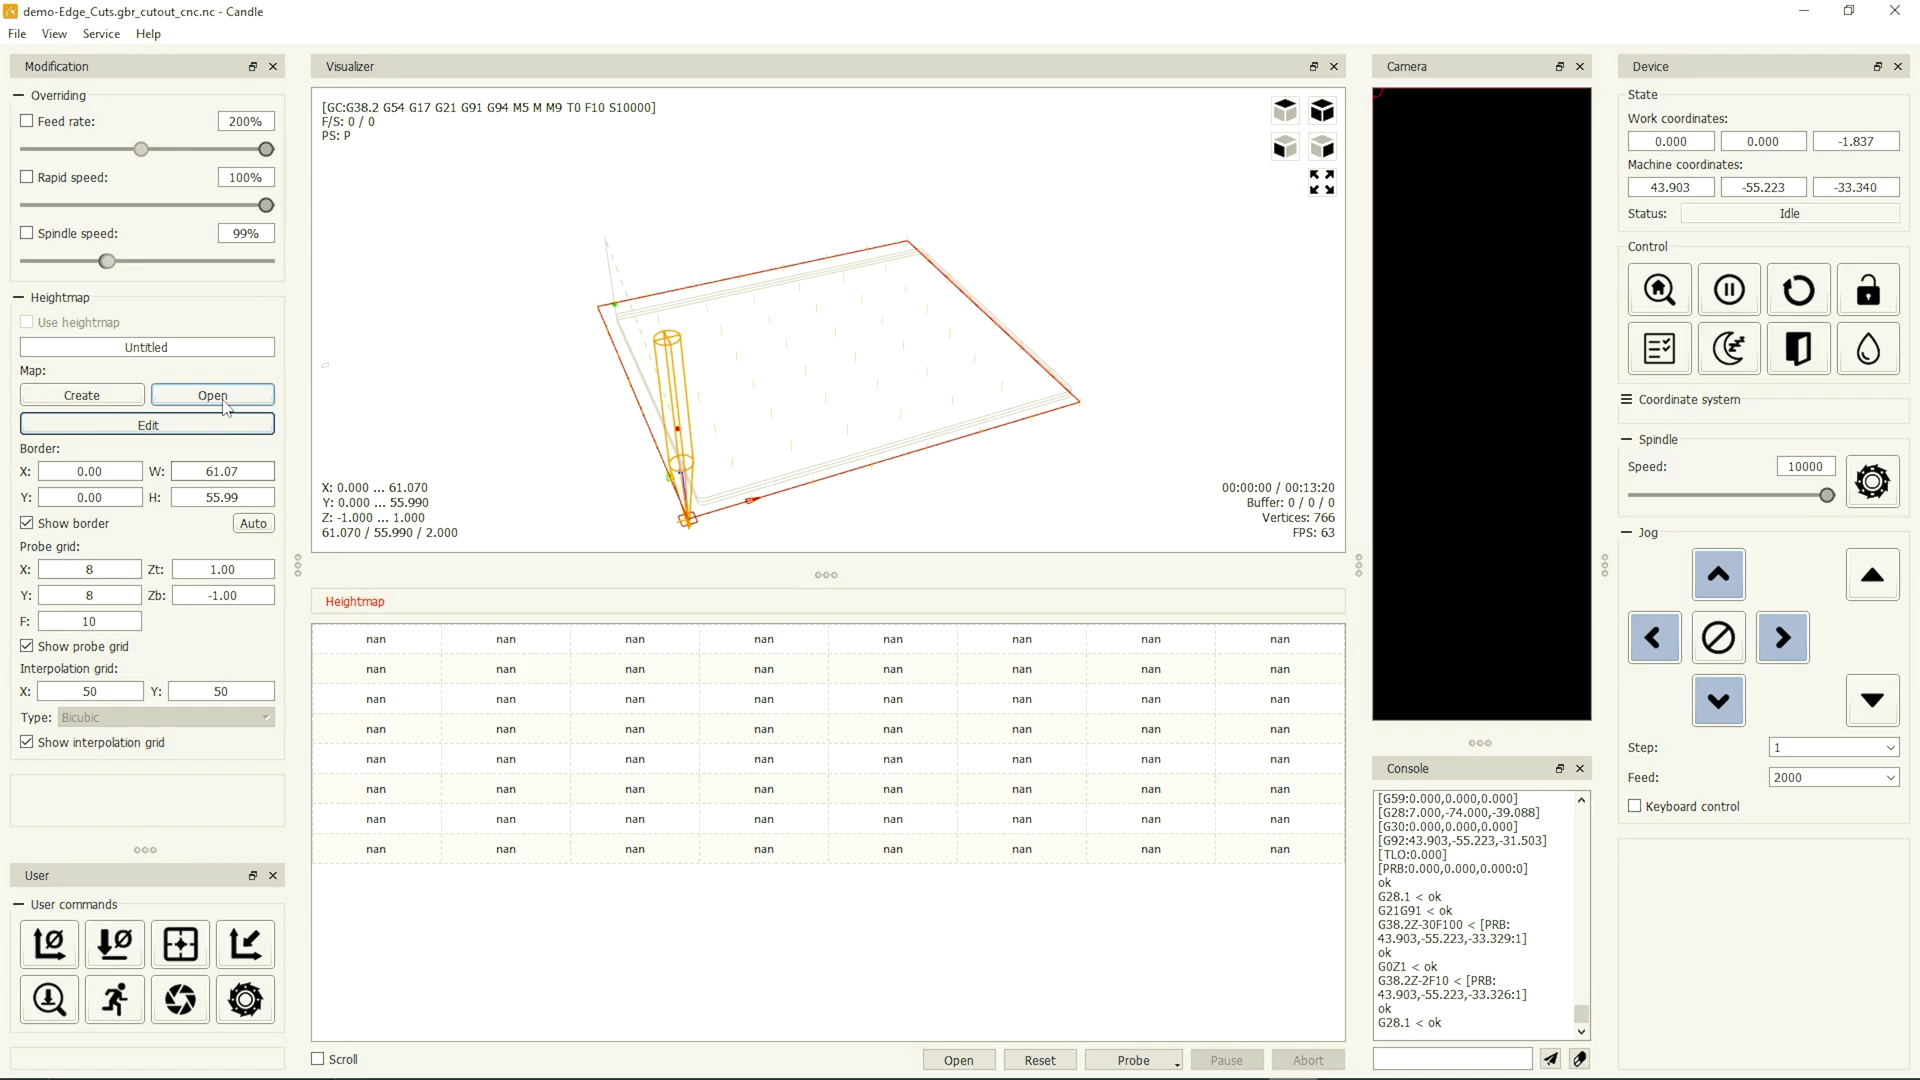 demo-Edge_Cuts.gbr_cutout_cnc.nc - Candle
File View Service Help
Modification
Overriding
Feed rate: 200%
Rapid speed: 100%
Spindle speed: 99%
Heightmap
Use heightmap
Untitled
Map:
Create Open
Edit
Border:
X: 0.00 W: 61.07
Y: 0.00 H: 55.99
Show border Auto
Probe grid:
X: 8 Zt: 1.00
Y: 8 Zb: -1.00
F: 10
Show probe grid
Interpolation grid:
X: 50 Y: 50
Type: Bicubic
Show interpolation grid
User
User commands
Visualizer
[GC:G38.2 G54 G17 G21 G91 G94 M5 M M9 T0 F10 S10000]
F/S: 0 / 0
PS: P
X: 0.000 ... 61.070
Y: 0.000 ... 55.990
Z: -1.000 ... 1.000
61.070 / 55.990 / 2.000
00:00:00 / 00:13:20
Buffer: 0 / 0 / 0
Vertices: 766
FPS: 63
Heightmap
nan nan nan nan nan nan nan nan
nan nan nan nan nan nan nan nan
nan nan nan nan nan nan nan nan
nan nan nan nan nan nan nan nan
nan nan nan nan nan nan nan nan
nan nan nan nan nan nan nan nan
nan nan nan nan nan nan nan nan
nan nan nan nan nan nan nan nan
Scroll Open Reset Probe Pause Abort
Camera
Console
[G59:0.000,0.000,0.000]
[G28:7.000,-74.000,-39.088]
[G30:0.000,0.000,0.000]
[G92:43.903,-55.223,-31.503]
[TLO:0.000]
[PRB:0.000,0.000,0.000:0]
ok
G28.1 < ok
G21G91 < ok
G38.2Z-30F100 < [PRB:
43.903,-55.223,-33.329:1]
ok
G0Z1 < ok
G38.2Z-2F10 < [PRB:
43.903,-55.223,-33.326:1]
ok
G28.1 < ok
Device
State
Work coordinates:
0.000 0.000 -1.837
Machine coordinates:
43.903 -55.223 -33.340
Status: Idle
Control
Coordinate system
Spindle
Speed: 10000
Jog
Step: 1
Feed: 2000
Keyboard control